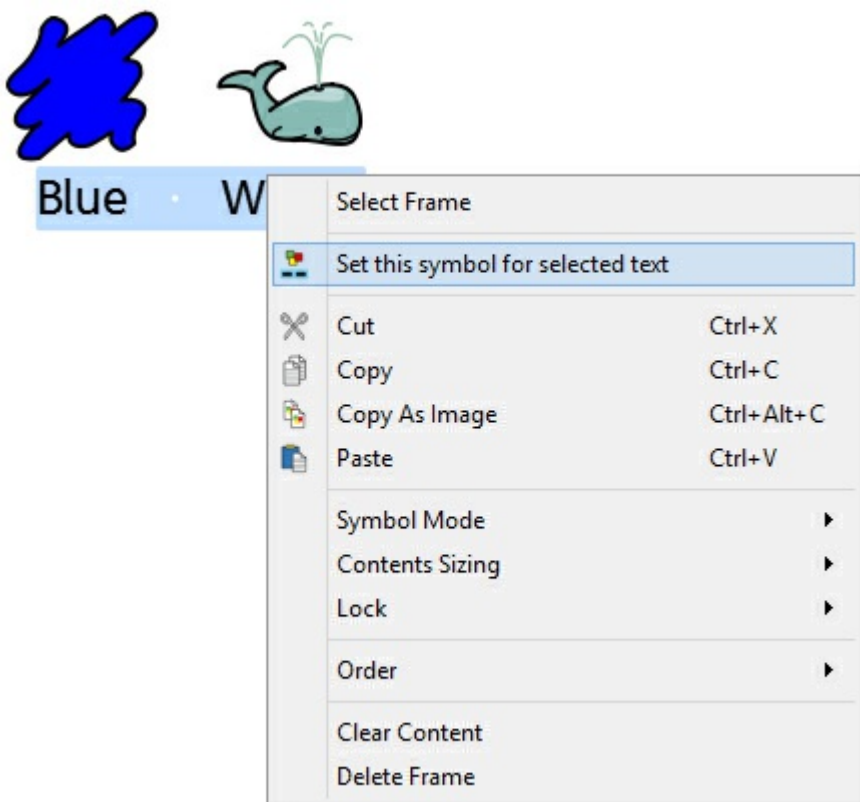 Blue · W
Select Frame
Set this symbol for selected text
Cut Ctrl+X
Copy Ctrl+C
Copy As Image Ctrl+Alt+C
Paste Ctrl+V
Symbol Mode
Contents Sizing
Lock
Order
Clear Content
Delete Frame